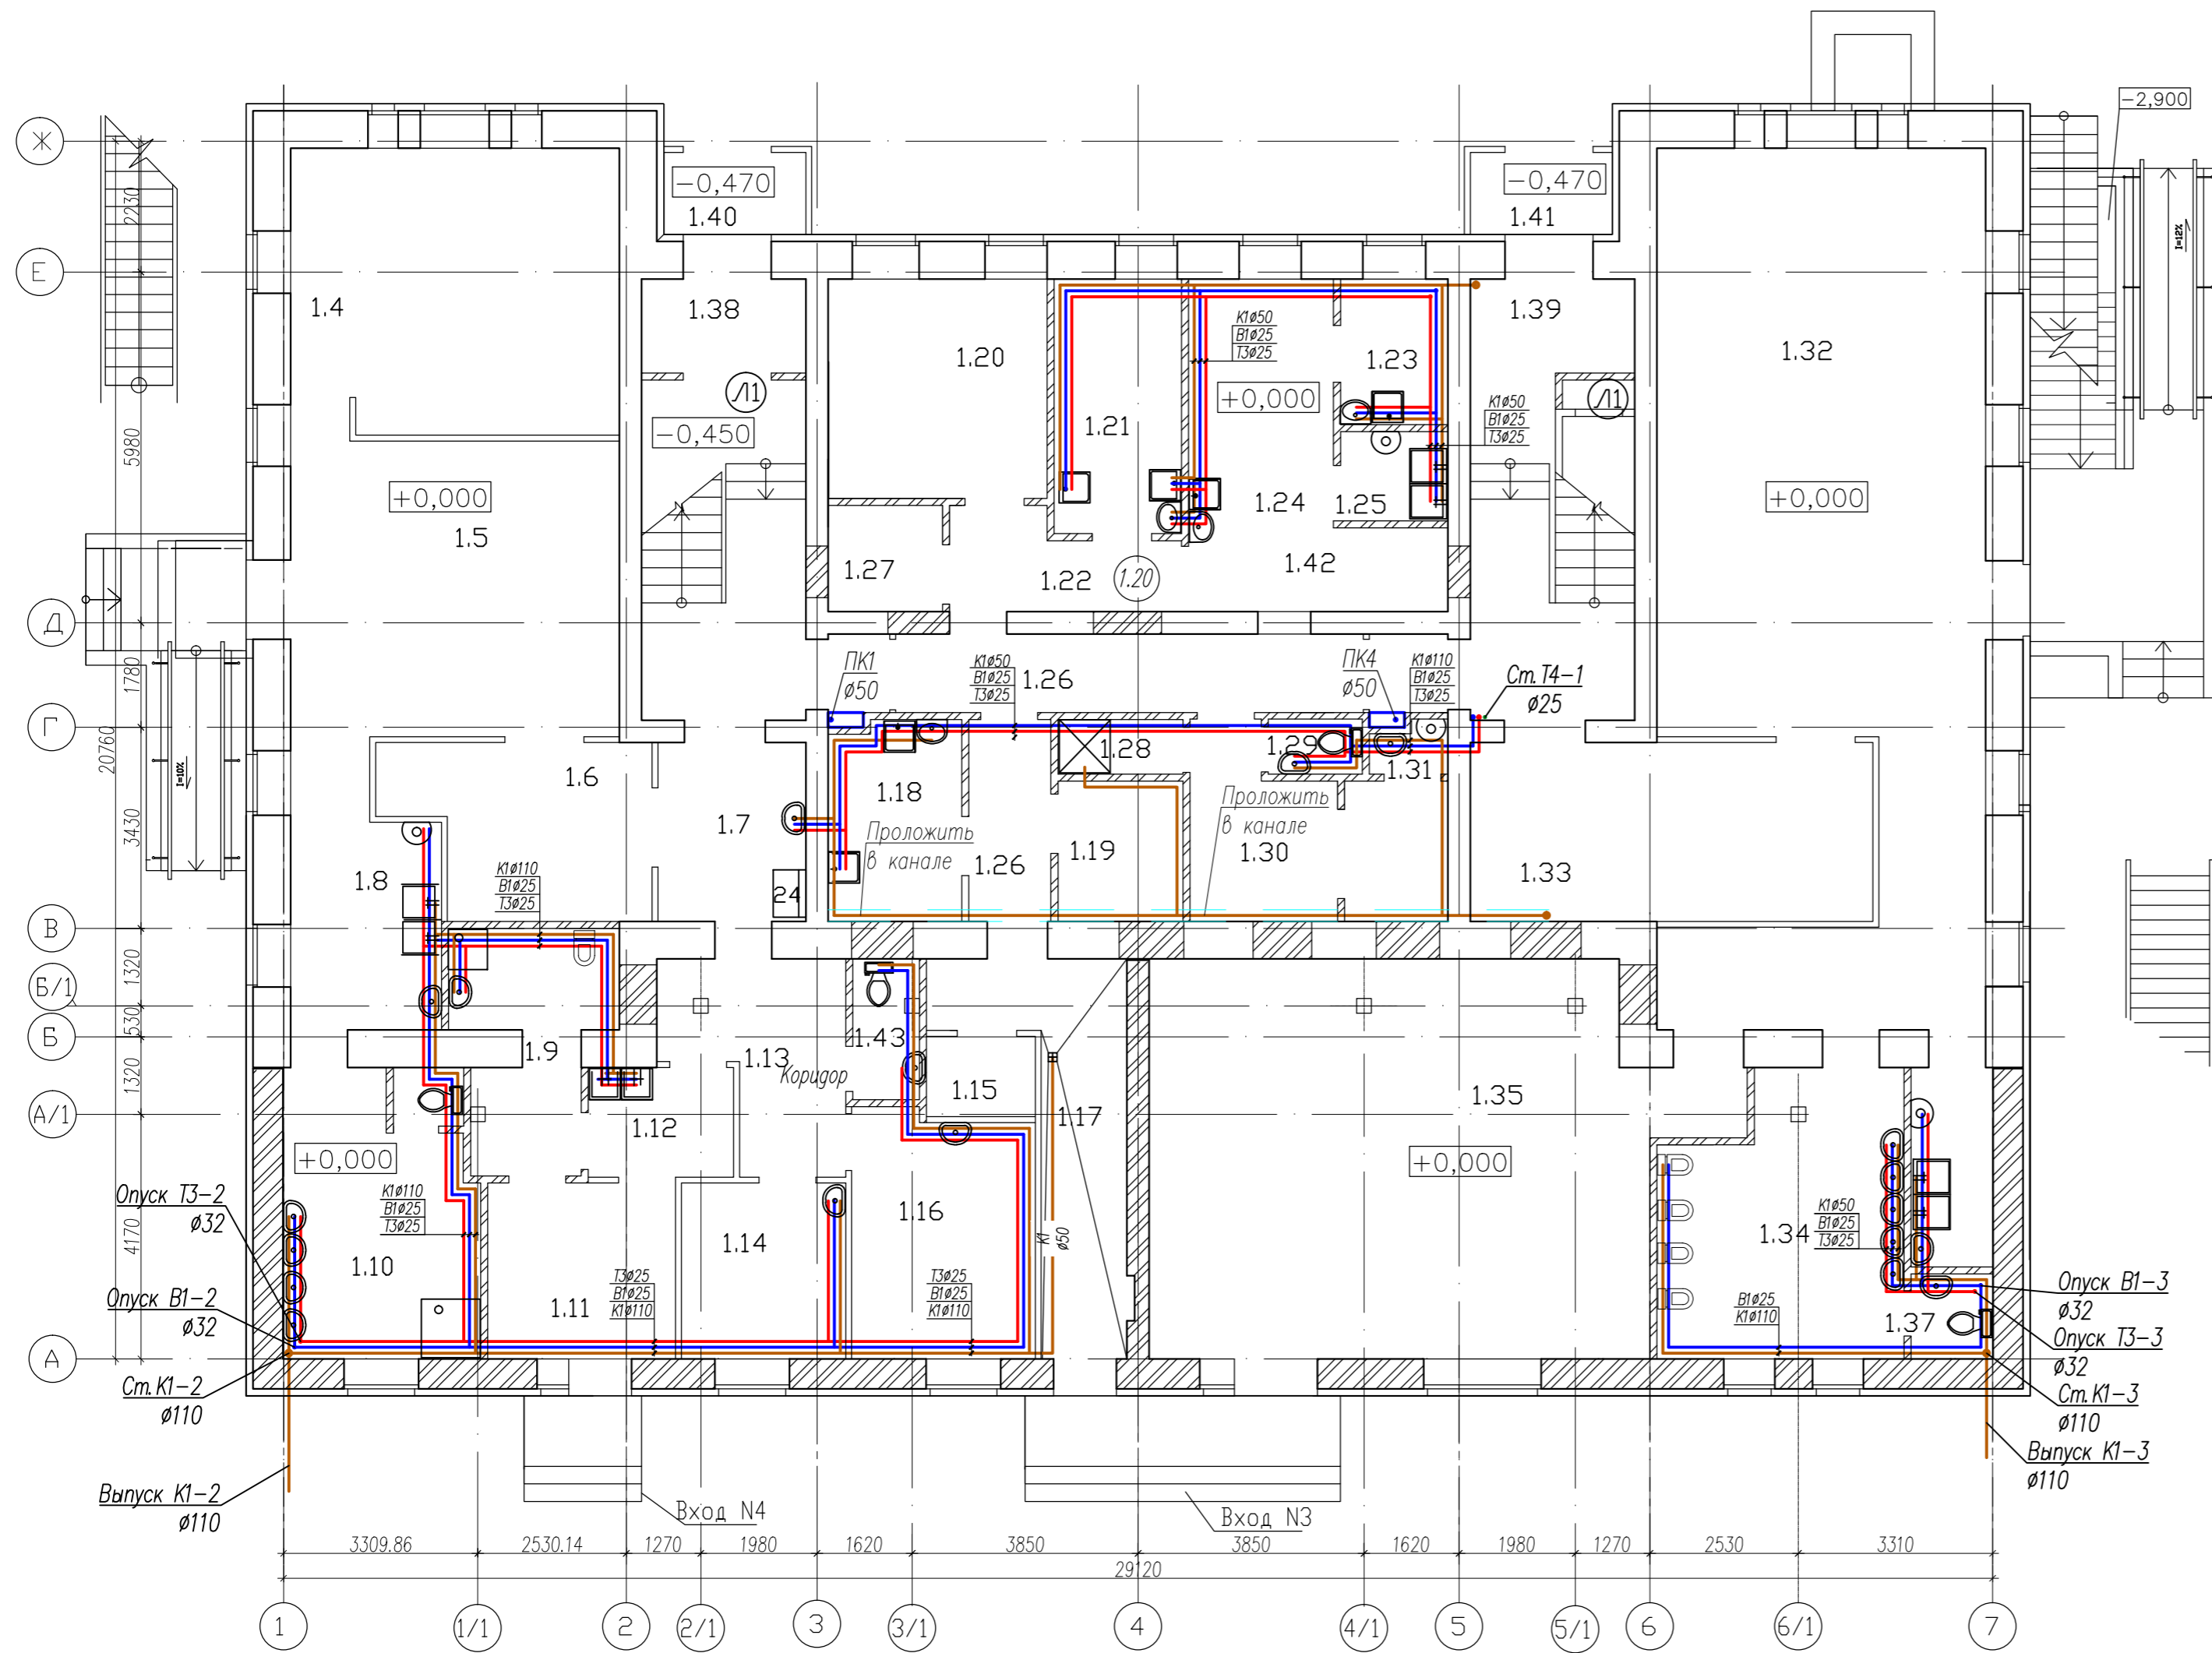 -2,900
Ж
-0,470
-0,470
1.40
1.41
2230
I=12%
Е
1.4
1.38
1.39
К1ø50
В1ø25
Т3ø25
1.20
1.23
1.32
Л1
+0,000
Л1
К1ø50
В1ø25
Т3ø25
-0,450
1.21
5980
+0,000
1.24
1.25
+0,000
1.5
1.27
1.22
1.20
1.42
Д
ПК1
ø50
К1ø50
В1ø25
Т3ø25
1.26
ПК4
ø50
К1ø110
В1ø25
Т3ø25
Ст. Т4-1
ø25
1780
Г
20760
I=10%
1.6
1.28
1.29
1.31
1.18
Проложить
в канале
1.7
3430
Проложить
в канале
1.8
1.26
1.19
1.30
1.33
К1ø110
В1ø25
Т3ø25
24
В
1320
Б/1
530
Б
1.9
1.13
Коридор
1.43
1320
1.15
А/1
1.12
1.17
1.35
+0,000
+0,000
Опуск Т3-2
ø32
К1ø110
В1ø25
Т3ø25
1.16
К1
ø50
К1ø50
В1ø25
Т3ø25
1.34
4170
1.14
1.10
1.11
Т3ø25
В1ø25
К1ø110
Т3ø25
В1ø25
К1ø110
Опуск В1-2
ø32
В1ø25
К1ø110
1.37
Опуск В1-3
ø32
Опуск Т3-3
ø32
А
Ст. К1-2
ø110
Ст. К1-3
ø110
Выпуск К1-3
ø110
Выпуск К1-2
ø110
Вход N4
Вход N3
3309.86
2530.14
1270
1980
1620
3850
3850
1620
1980
1270
2530
3310
29120
1
1/1
2
2/1
3
3/1
4
4/1
5
5/1
6
6/1
7